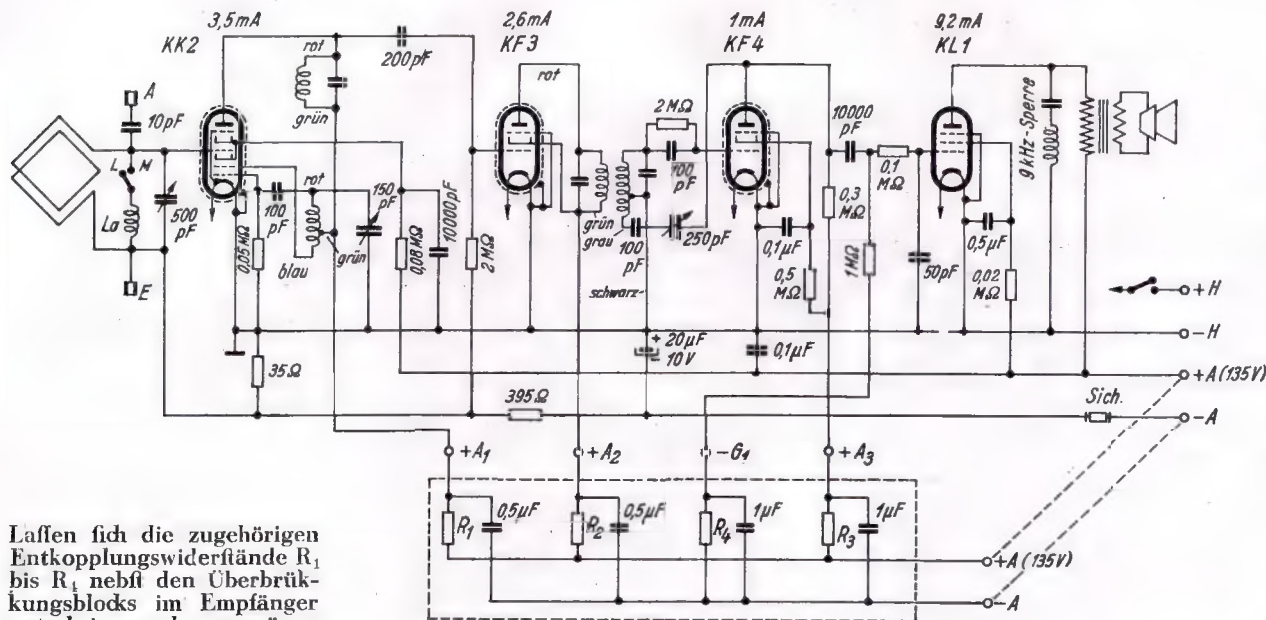 3,5mA
2,6mA
1mA
9,2mA
KK2
KF3
KF4
KL1
rot
200pF
rot
grün
A
10pF
L
M
La
500
pF
E
2MΩ
100
pF
10000
pF
0,1
MΩ
0,3
MΩ
9kHz-Sperre
100
pF
rot
150
pF
10000pF
0,05MΩ
blau
grün
0,08MΩ
2MΩ
grün
grau
100
pF
250pF
schwarz
0,1µF
0,5
MΩ
1MΩ
50pF
0,5µF
0,02
MΩ
+H
-H
35Ω
+ 20µF
- 10V
0,1µF
+A(135V)
395Ω
Sich.
-A
+A1
+A2
-G1
+A3
R1
0,5µF
R2
0,5µF
R4
1µF
R3
1µF
+A(135V)
-A
Laſſen ſich die zugehörigen
Entkopplungswiderſtände R1
bis R4 nebſt den Überbrük-
kungsblocks im Empfänger